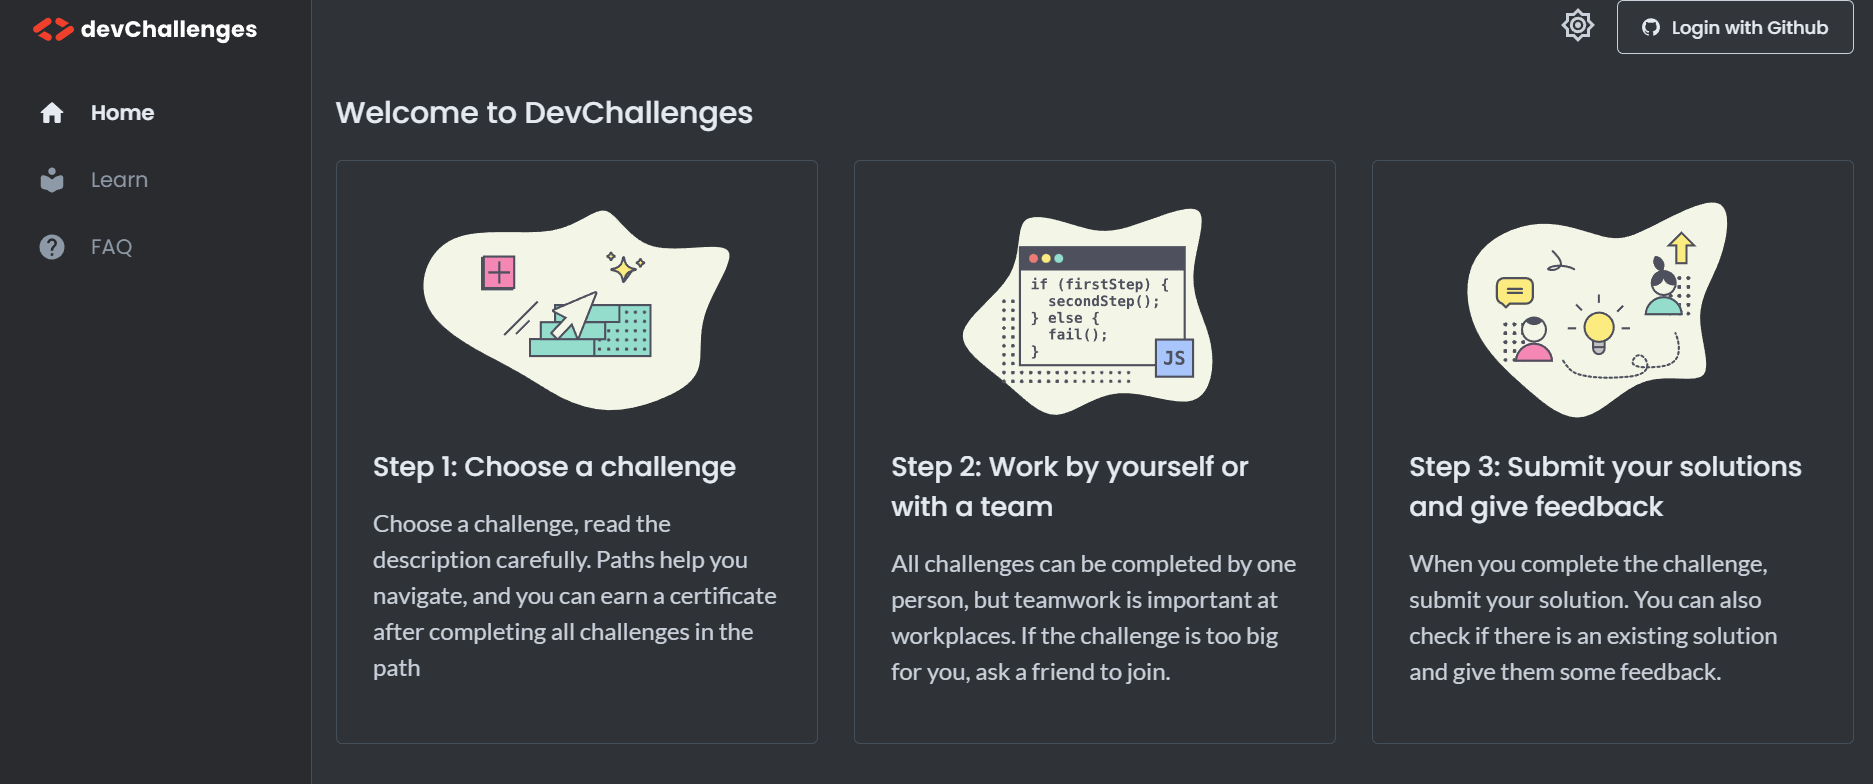 devChallenges
Login with Github
Home
Learn
FAQ
Welcome to DevChallenges
Step 1: Choose a challenge
Choose a challenge, read the
description carefully. Paths help you
navigate, and you can earn a certificate
after completing all challenges in the
path
if (firstStep) {
secondStep();
} else {
fail();
}
JS
Step 2: Work by yourself or
with a team
All challenges can be completed by one
person, but teamwork is important at
workplaces. If the challenge is too big
for you, ask a friend to join.
Step 3: Submit your solutions
and give feedback
When you complete the challenge,
submit your solution. You can also
check if there is an existing solution
and give them some feedback.